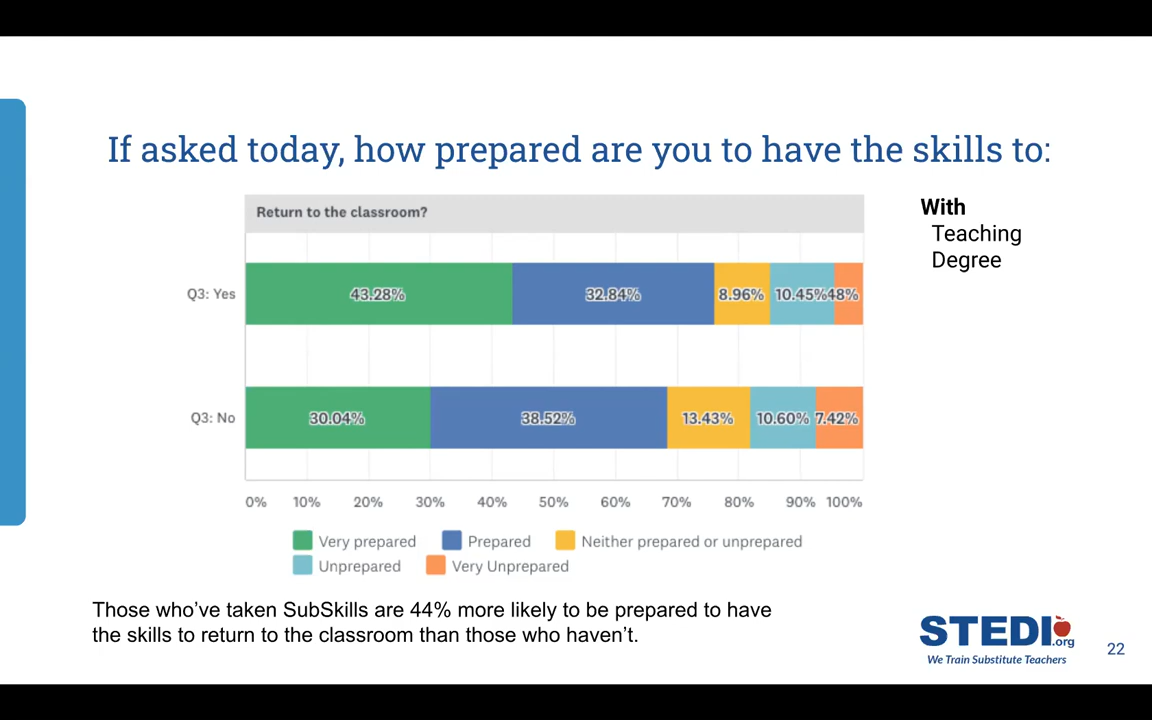 If asked today, how prepared are you to have the skills to:
Return to the classroom?
With
Teaching
Degree
Q3: Yes
43.28%
32.84%
8.96%
10.45%
48%
Q3: No
30.04%
38.52%
13.43%
10.60%
7.42%
0%
10%
20%
30%
40%
50%
60%
70%
80%
90%
100%
Very prepared
Prepared
Neither prepared or unprepared
Unprepared
Very Unprepared
Those who've taken SubSkills are 44% more likely to be prepared to have
the skills to return to the classroom than those who haven't.
STEDI.org
We Train Substitute Teachers
22